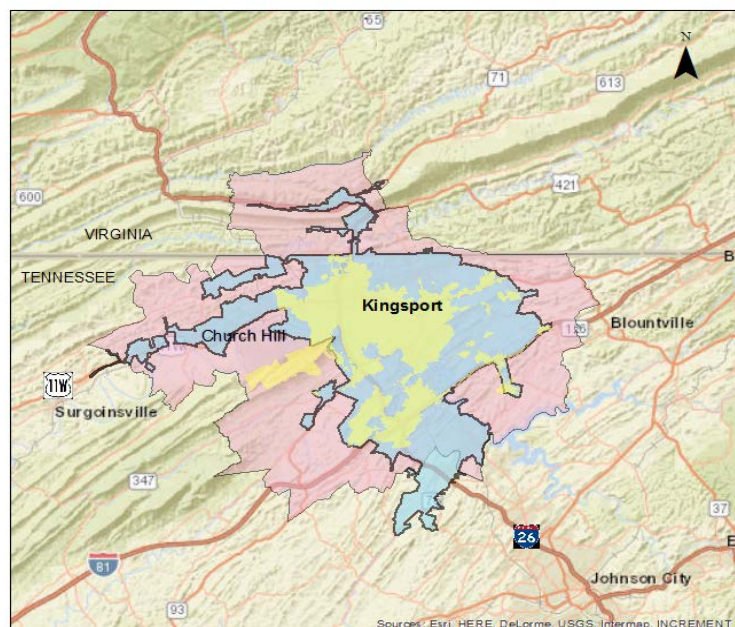 65
N
71
613
600
421
VIRGINIA
TENNESSEE
B
Kingsport
126
Blountville
Church Hill
11W
Surgoinsville
347
37
26
E
81
Johnson City
93
Sources: Esri, HERE, DeLorme, USGS, Intermap, INCREMENT